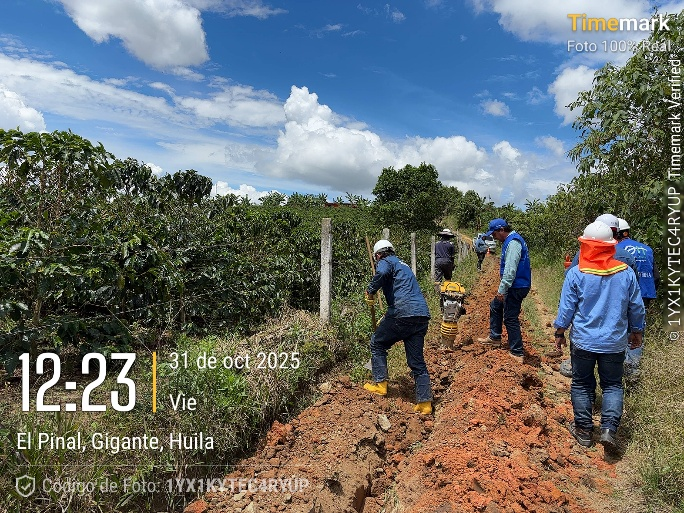 Timemark
Foto 100% Real
12:23
31 de oct 2025
Vie
El Pinal, Gigante, Huila
Código de Foto: 1YX1KYTEC4RYUP
© 1YX1KYTEC4RYUP Timemark Verified